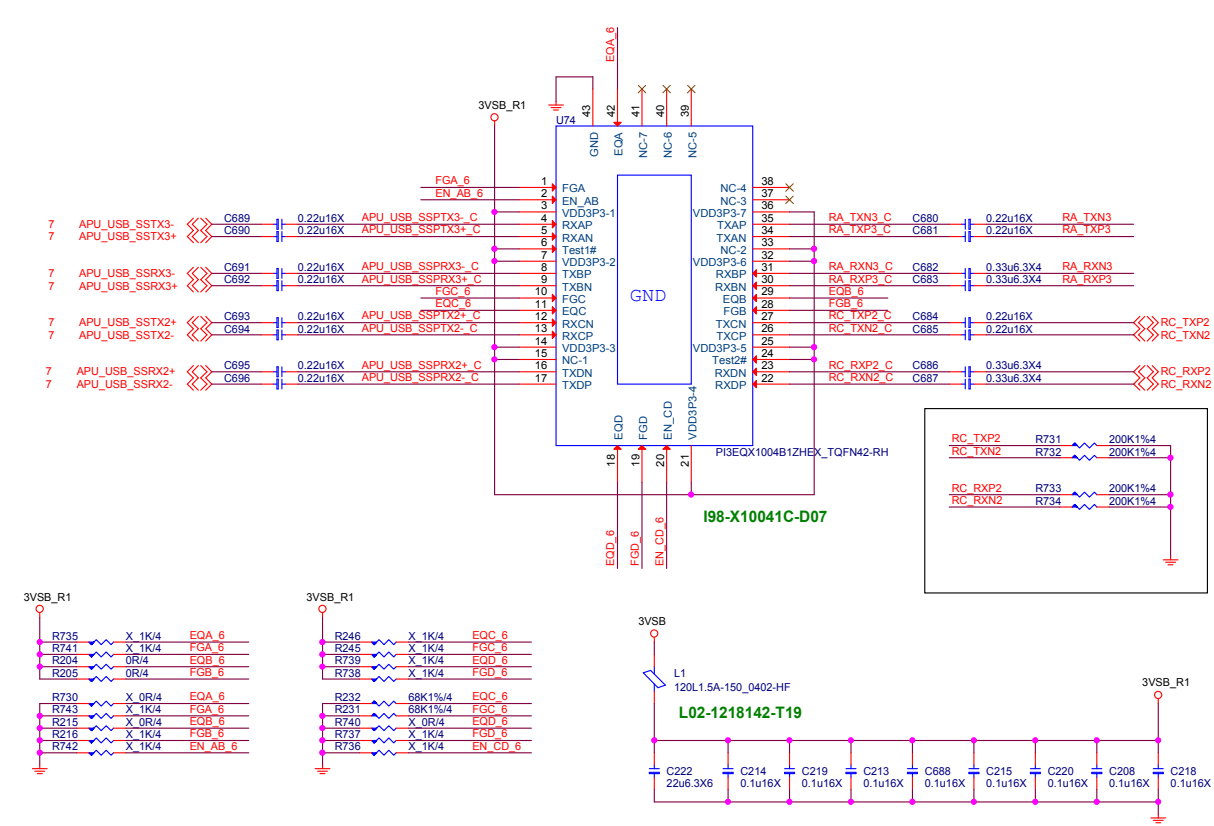 EQA_6
3VSB_R1
43 42 41 40 39
U74
GND EQA NC-7 NC-6 NC-5
FGA_6 1 FGA NC-4 38
EN_AB_6 2 EN_AB NC-3 37
3 VDD3P3-1 VDD3P3-7 36
7 APU_USB_SSTX3- C689 0.22u16X APU_USB_SSPTX3-_C 4 RXAP TXAP 35 RA_TXN3_C C680 0.22u16X RA_TXN3
7 APU_USB_SSTX3+ C690 0.22u16X APU_USB_SSPTX3+_C 5 RXAN TXAN 34 RA_TXP3_C C681 0.22u16X RA_TXP3
6 Test1# NC-2 33
7 VDD3P3-2 VDD3P3-6 32
7 APU_USB_SSRX3- C691 0.22u16X APU_USB_SSPRX3-_C 8 TXBP RXBP 31 RA_RXN3_C C682 0.33u6.3X4 RA_RXN3
7 APU_USB_SSRX3+ C692 0.22u16X APU_USB_SSPRX3+_C 9 TXBN RXBN 30 RA_RXP3_C C683 0.33u6.3X4 RA_RXP3
FGC_6 10 FGC EQB 29 EQB_6
EQC_6 11 EQC FGB 28 FGB_6
GND
7 APU_USB_SSTX2+ C693 0.22u16X APU_USB_SSPTX2+_C 12 RXCN TXCN 27 RC_TXP2_C C684 0.22u16X RC_TXP2
7 APU_USB_SSTX2- C694 0.22u16X APU_USB_SSPTX2-_C 13 RXCP TXCP 26 RC_TXN2_C C685 0.22u16X RC_TXN2
14 VDD3P3-3 VDD3P3-5 25
15 NC-1 Test2# 24
7 APU_USB_SSRX2+ C695 0.22u16X APU_USB_SSPRX2+_C 16 TXDN RXDN 23 RC_RXP2_C C686 0.33u6.3X4 RC_RXP2
7 APU_USB_SSRX2- C696 0.22u16X APU_USB_SSPRX2-_C 17 TXDP RXDP 22 RC_RXN2_C C687 0.33u6.3X4 RC_RXN2
EQD FGD EN_CD VDD3P3-4
18 19 20 21
PI3EQX1004B1ZHEX_TQFN42-RH
I98-X10041C-D07
EQD_6 FGD_6 EN_CD_6
RC_TXP2 R731 200K1%4
RC_TXN2 R732 200K1%4
RC_RXP2 R733 200K1%4
RC_RXN2 R734 200K1%4
3VSB_R1
R735 X_1K/4 EQA_6
R741 X_1K/4 FGA_6
R204 0R/4 EQB_6
R205 0R/4 FGB_6
R730 X_0R/4 EQA_6
R743 X_1K/4 FGA_6
R215 X_0R/4 EQB_6
R216 X_1K/4 FGB_6
R742 X_1K/4 EN_AB_6
3VSB_R1
R246 X_1K/4 EQC_6
R245 X_1K/4 FGC_6
R739 X_1K/4 EQD_6
R738 X_1K/4 FGD_6
R232 68K1%/4 EQC_6
R231 68K1%/4 FGC_6
R740 X_0R/4 EQD_6
R737 X_1K/4 FGD_6
R736 X_1K/4 EN_CD_6
3VSB
L1
120L1.5A-150_0402-HF
L02-1218142-T19
3VSB_R1
C222 C214 C219 C213 C688 C215 C220 C208 C218
22u6.3X6 0.1u16X 0.1u16X 0.1u16X 0.1u16X 0.1u16X 0.1u16X 0.1u16X 0.1u16X